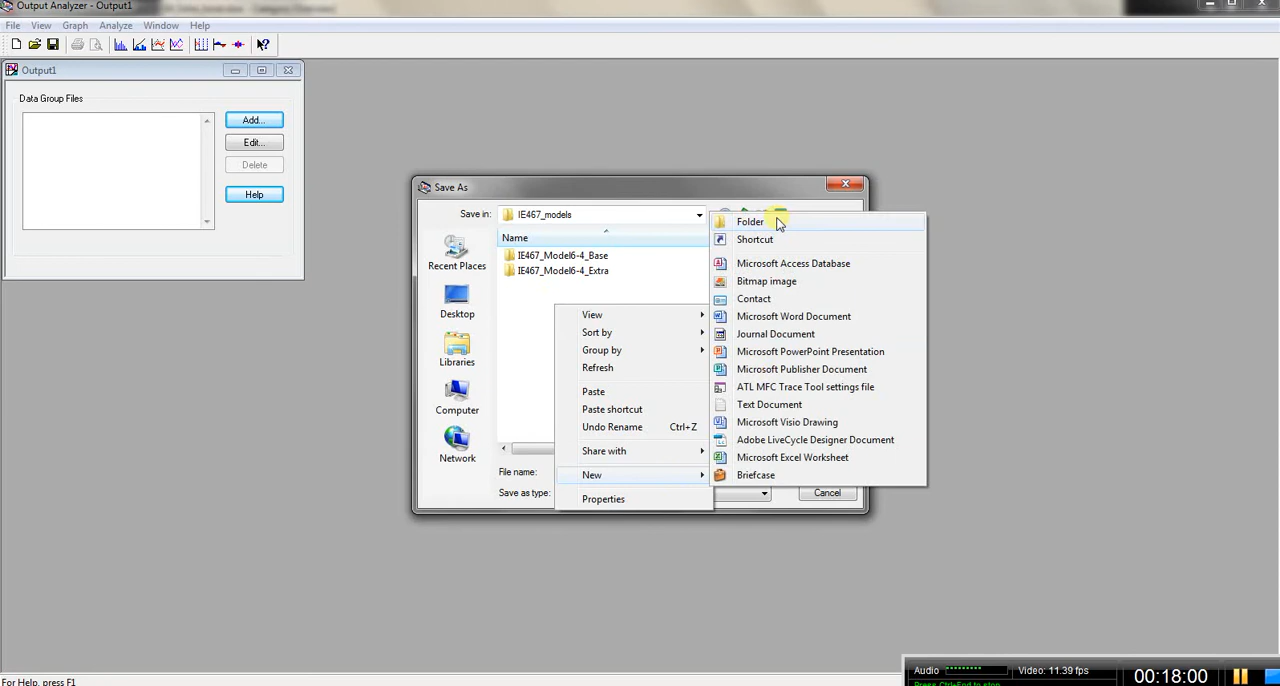 Output Analyzer - Output1
File View Graph Analyze Window Help
Output1
Data Group Files
Add...
Edit...
Delete
Help
Save As
Save in: IE467_models
Name
IE467_Model6-4_Base
IE467_Model6-4_Extra
Recent Places
Desktop
Libraries
Computer
Network
File name:
Save as type:
Cancel
View
Sort by
Group by
Refresh
Paste
Paste shortcut
Undo Rename Ctrl+Z
Share with
New
Properties
Folder
Shortcut
Microsoft Access Database
Bitmap image
Contact
Microsoft Word Document
Journal Document
Microsoft PowerPoint Presentation
Microsoft Publisher Document
ATL MFC Trace Tool settings file
Text Document
Microsoft Visio Drawing
Adobe LiveCycle Designer Document
Microsoft Excel Worksheet
Briefcase
For Help, press F1
Audio Video: 11.39 fps
Press Ctrl+End to stop
00:18:00